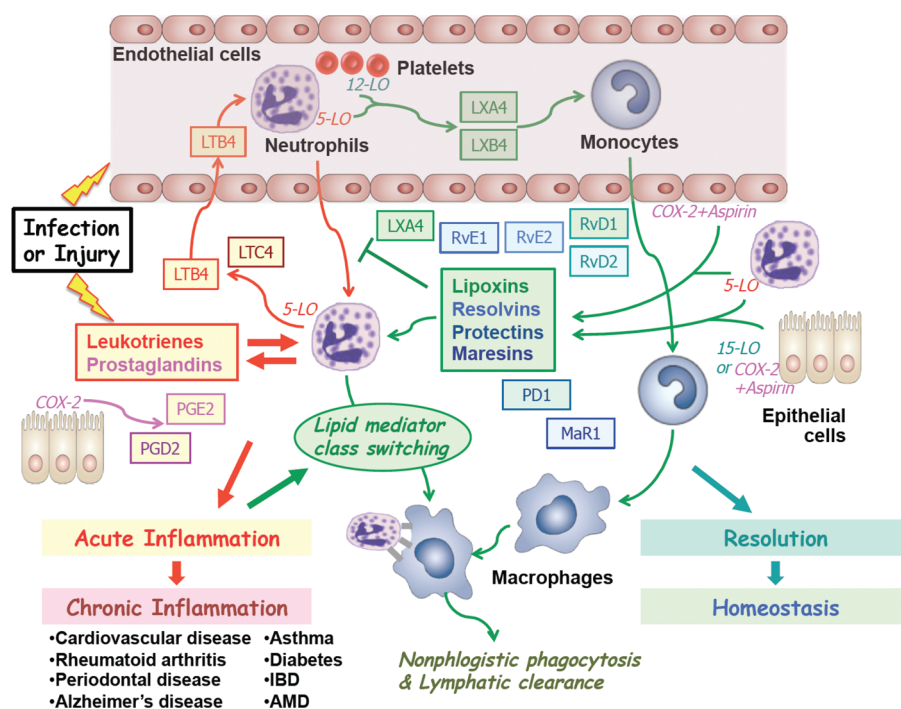 Endothelial cells
Platelets
12-LO
5-LO
Neutrophils
LXA4
LXB4
Monocytes
LTB4
Infection
or Injury
LTB4
LTC4
5-LO
LXA4
RvE1
RvE2
RvD1
RvD2
COX-2+Aspirin
5-LO
Lipoxins
Resolvins
Protectins
Maresins
Leukotrienes
Prostaglandins
15-LO
or COX-2
+Aspirin
Epithelial
cells
COX-2
PGE2
PGD2
PD1
MaR1
Lipid mediator
class switching
Acute Inflammation
Macrophages
Resolution
Chronic Inflammation
Homeostasis
•Cardiovascular disease
•Rheumatoid arthritis
•Periodontal disease
•Alzheimer’s disease
•Asthma
•Diabetes
•IBD
•AMD
Nonphlogistic phagocytosis
& Lymphatic clearance